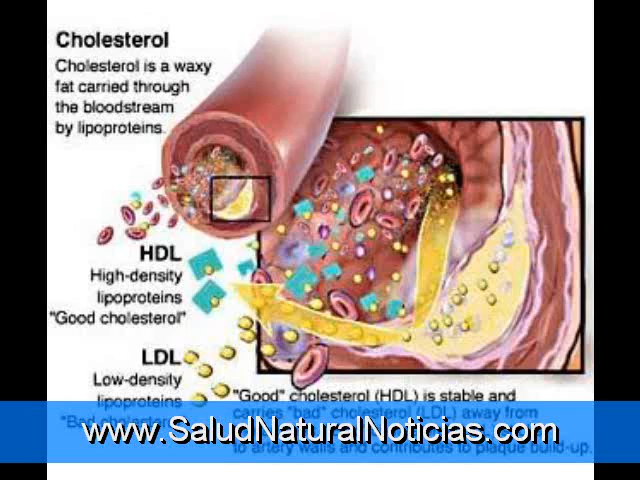 Cholesterol
Cholesterol is a waxy
fat carried through
the bloodstream
by lipoproteins.
HDL
High-density
lipoproteins
"Good cholesterol"
LDL
Low-density
lipoproteins
"Bad cholesterol"
"Good" cholesterol (HDL) is stable and
carries "bad" cholesterol (LDL) away from
to artery walls and contributes to plaque build-up.
www.SaludNaturalNoticias.com